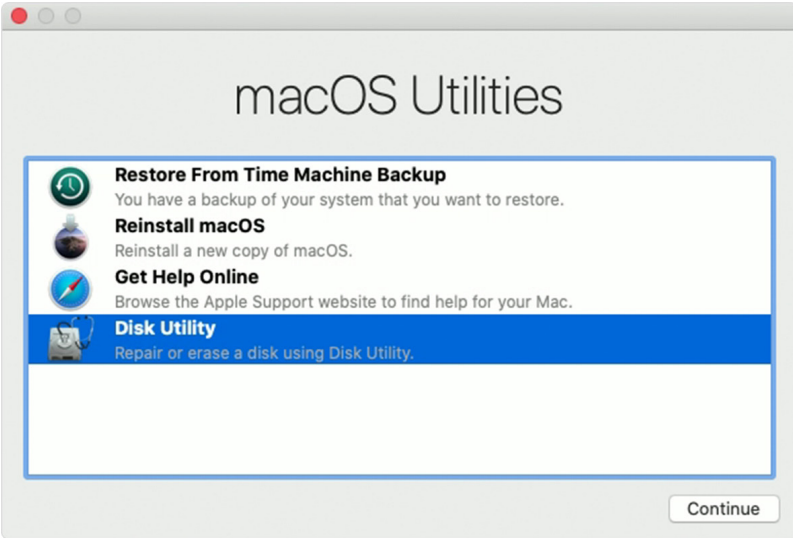 macOS Utilities
Restore From Time Machine Backup
You have a backup of your system that you want to restore.
Reinstall macOS
Reinstall a new copy of macOS.
Get Help Online
Browse the Apple Support website to find help for your Mac.
Disk Utility
Repair or erase a disk using Disk Utility.
Continue